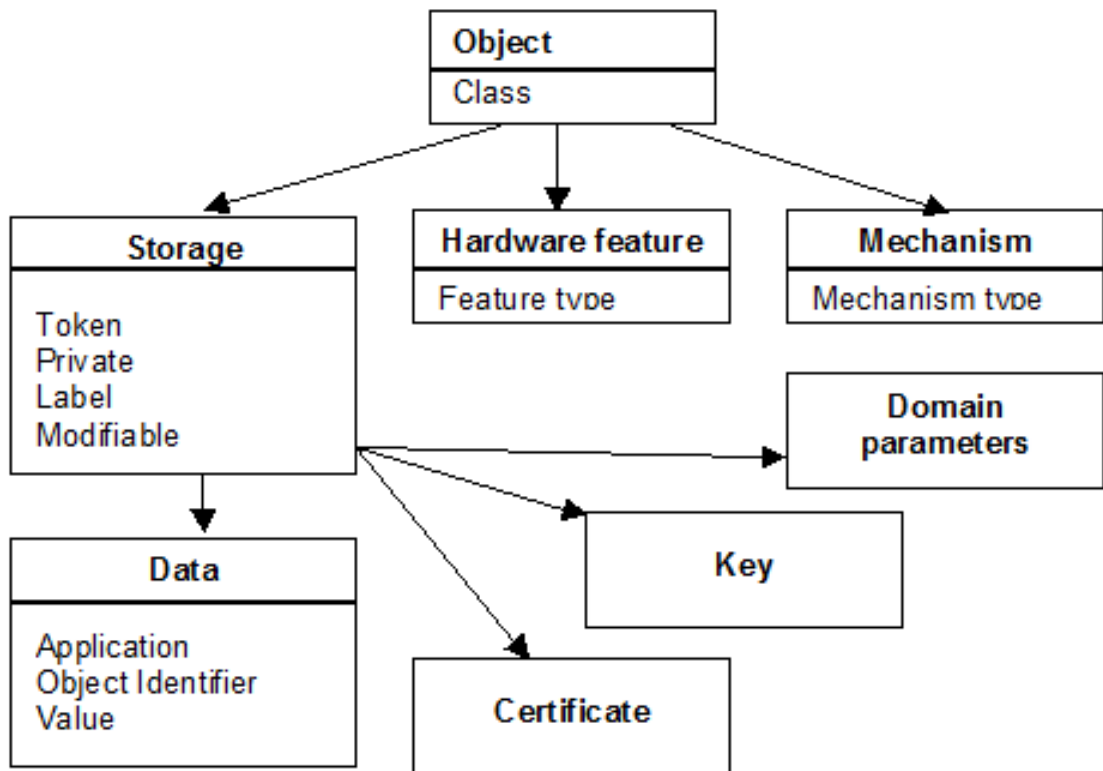 Object
Class
Storage
Token
Private
Label
Modifiable
Hardware feature
Feature type
Mechanism
Mechanism type
Domain
parameters
Key
Certificate
Data
Application
Object Identifier
Value